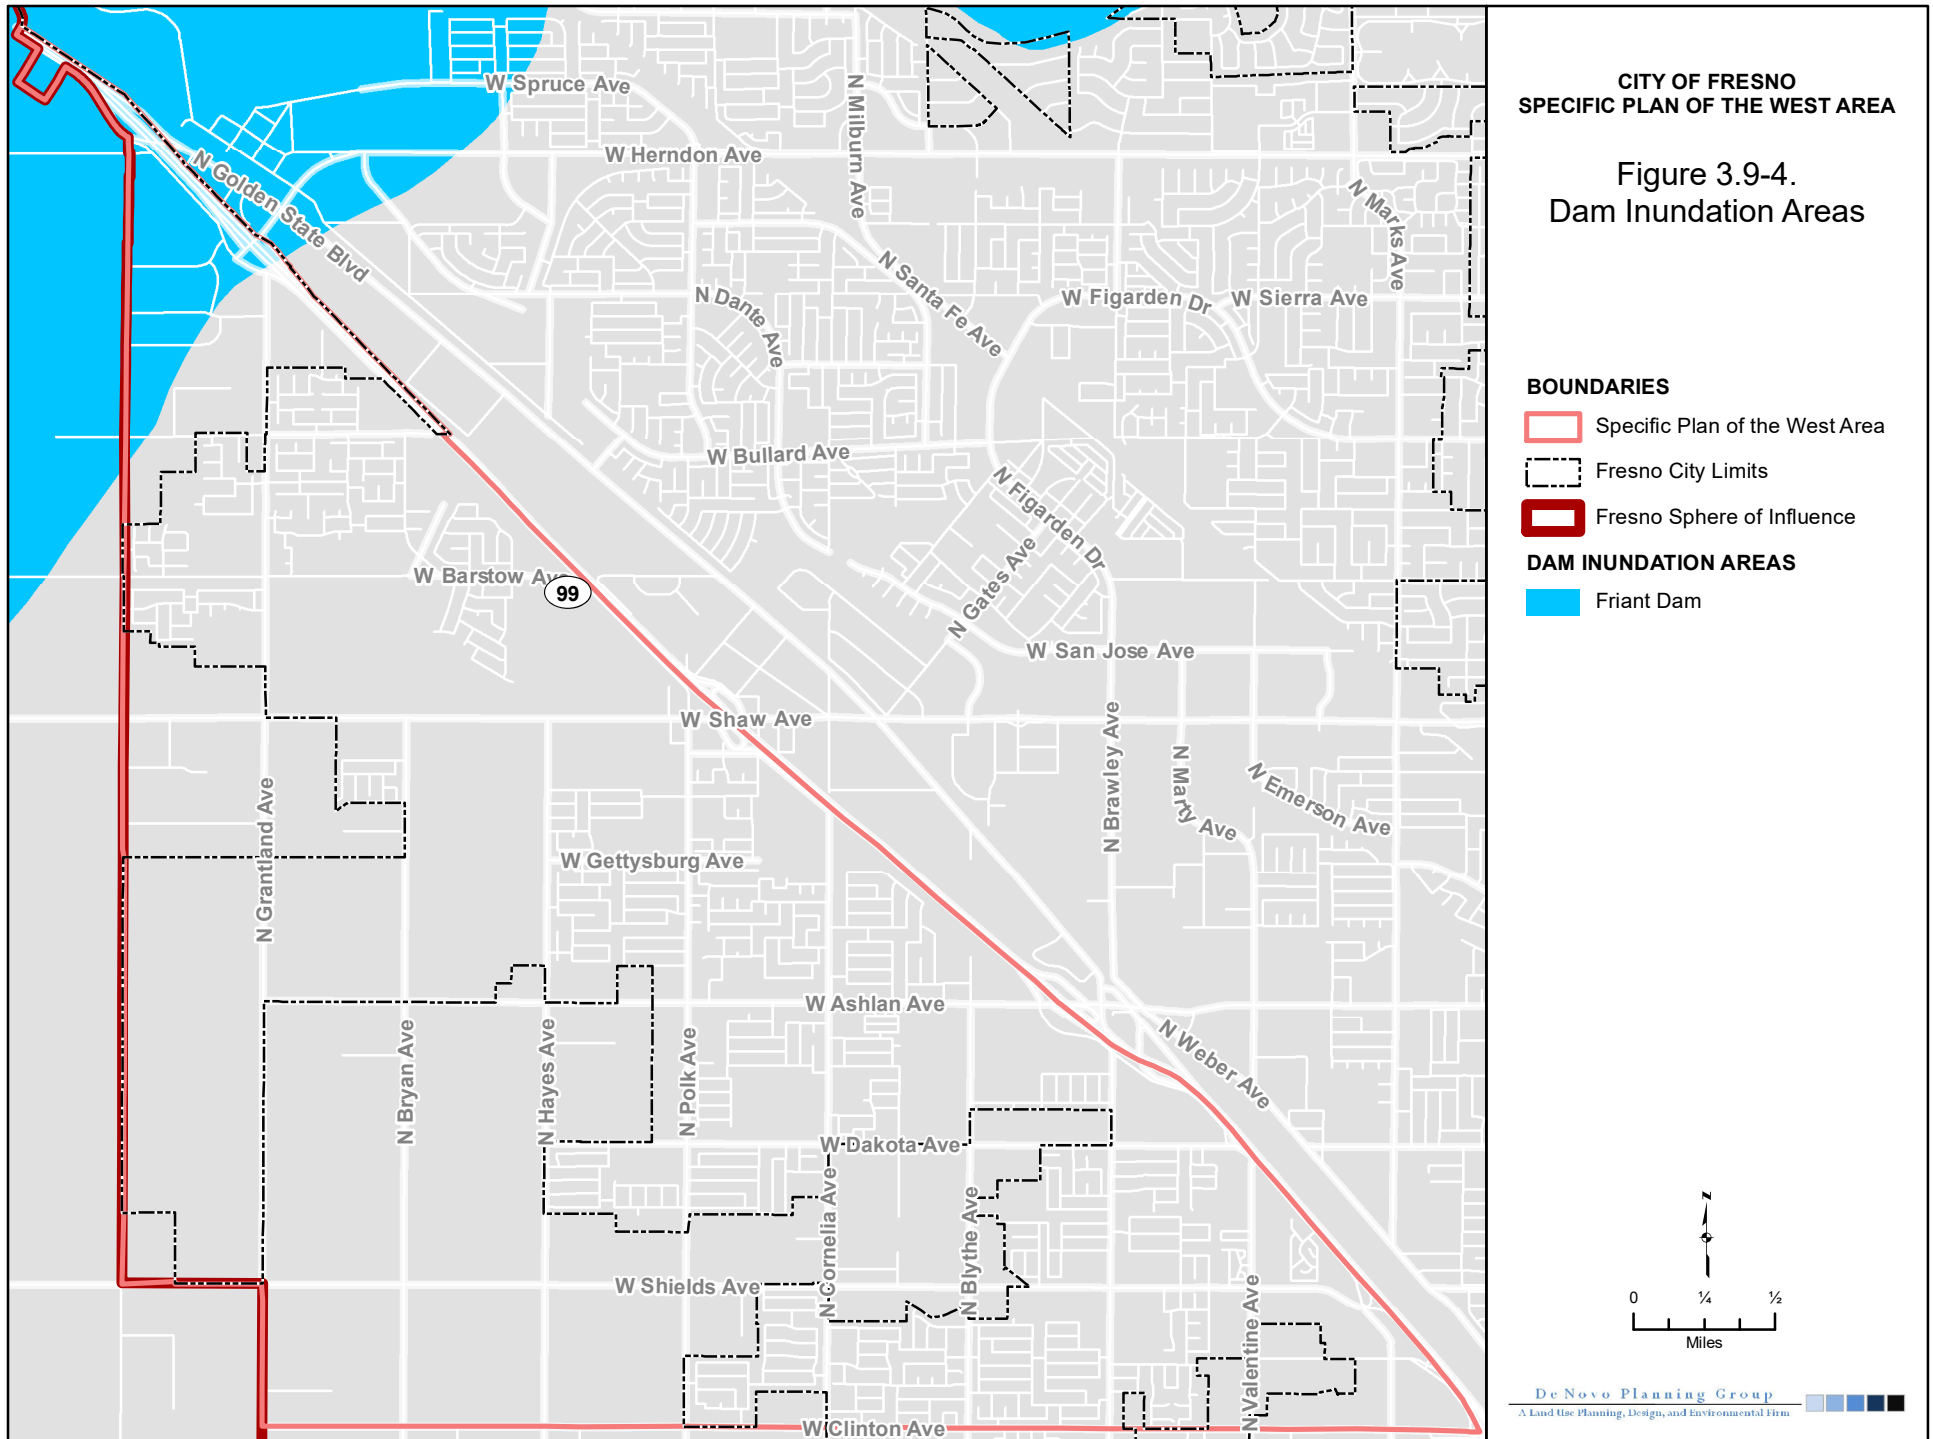 CITY OF FRESNO
SPECIFIC PLAN OF THE WEST AREA
Figure 3.9-4.
Dam Inundation Areas
BOUNDARIES
Specific Plan of the West Area
Fresno City Limits
Fresno Sphere of Influence
DAM INUNDATION AREAS
Friant Dam
N
0 ¼ ½
Miles
De Novo Planning Group
A Land Use Planning, Design, and Environmental Firm
W Spruce Ave
N Milburn Ave
W Herndon Ave
N Golden State Blvd
N Marks Ave
N Santa Fe Ave
N Dante Ave
W Figarden Dr
W Sierra Ave
W Bullard Ave
N Figarden Dr
N Gates Ave
W Barstow Ave
99
W San Jose Ave
W Shaw Ave
N Brawley Ave
N Marty Ave
N Emerson Ave
N Grantland Ave
W Gettysburg Ave
W Ashlan Ave
N Bryan Ave
N Hayes Ave
N Polk Ave
N Weber Ave
W Dakota Ave
N Cornelia Ave
N Blythe Ave
W Shields Ave
N Valentine Ave
W Clinton Ave